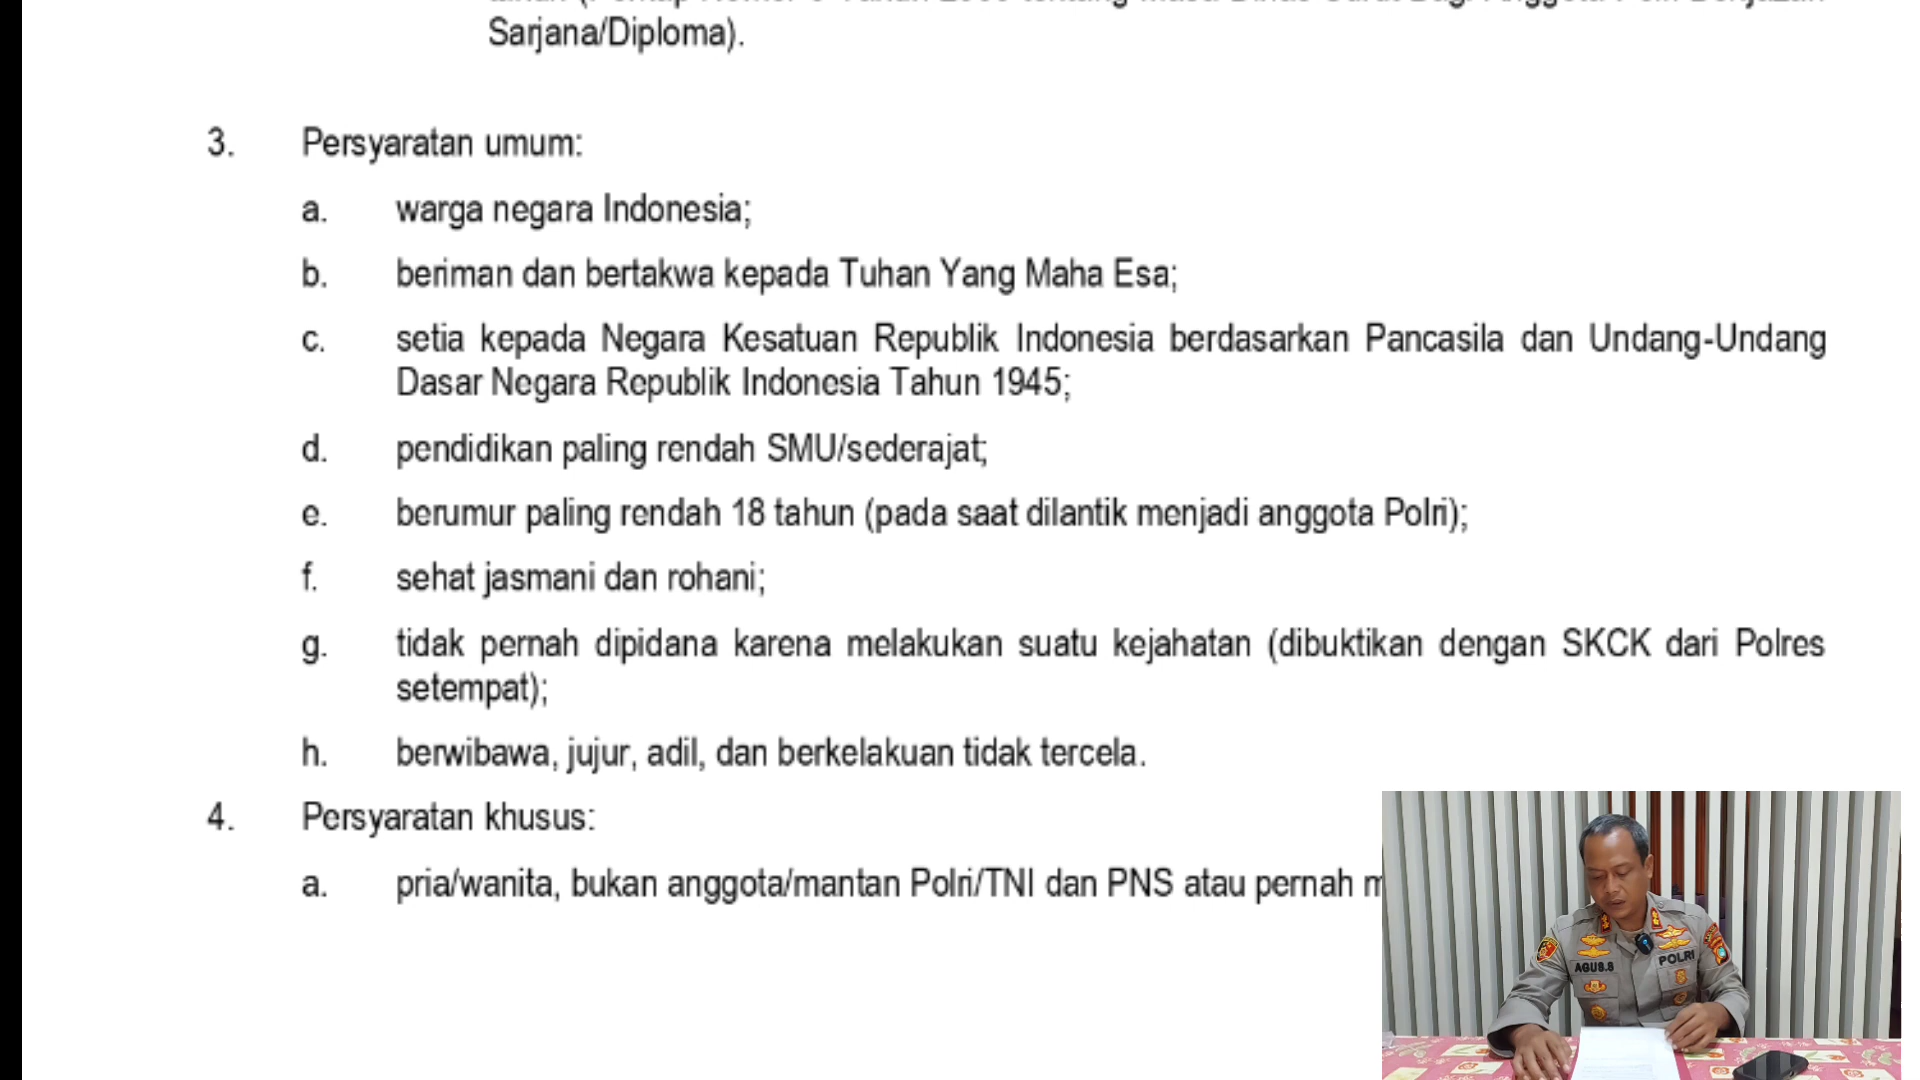 Sarjana/Diploma).
3. Persyaratan umum:
a. warga negara Indonesia;
b. beriman dan bertakwa kepada Tuhan Yang Maha Esa;
c. setia kepada Negara Kesatuan Republik Indonesia berdasarkan Pancasila dan Undang-Undang
Dasar Negara Republik Indonesia Tahun 1945;
d. pendidikan paling rendah SMU/sederajat;
e. berumur paling rendah 18 tahun (pada saat dilantik menjadi anggota Polri);
f. sehat jasmani dan rohani;
g. tidak pernah dipidana karena melakukan suatu kejahatan (dibuktikan dengan SKCK dari Polres
setempat);
h. berwibawa, jujur, adil, dan berkelakuan tidak tercela.
4. Persyaratan khusus:
a. pria/wanita, bukan anggota/mantan Polri/TNI dan PNS atau pernah
AGUS.S
POLRI